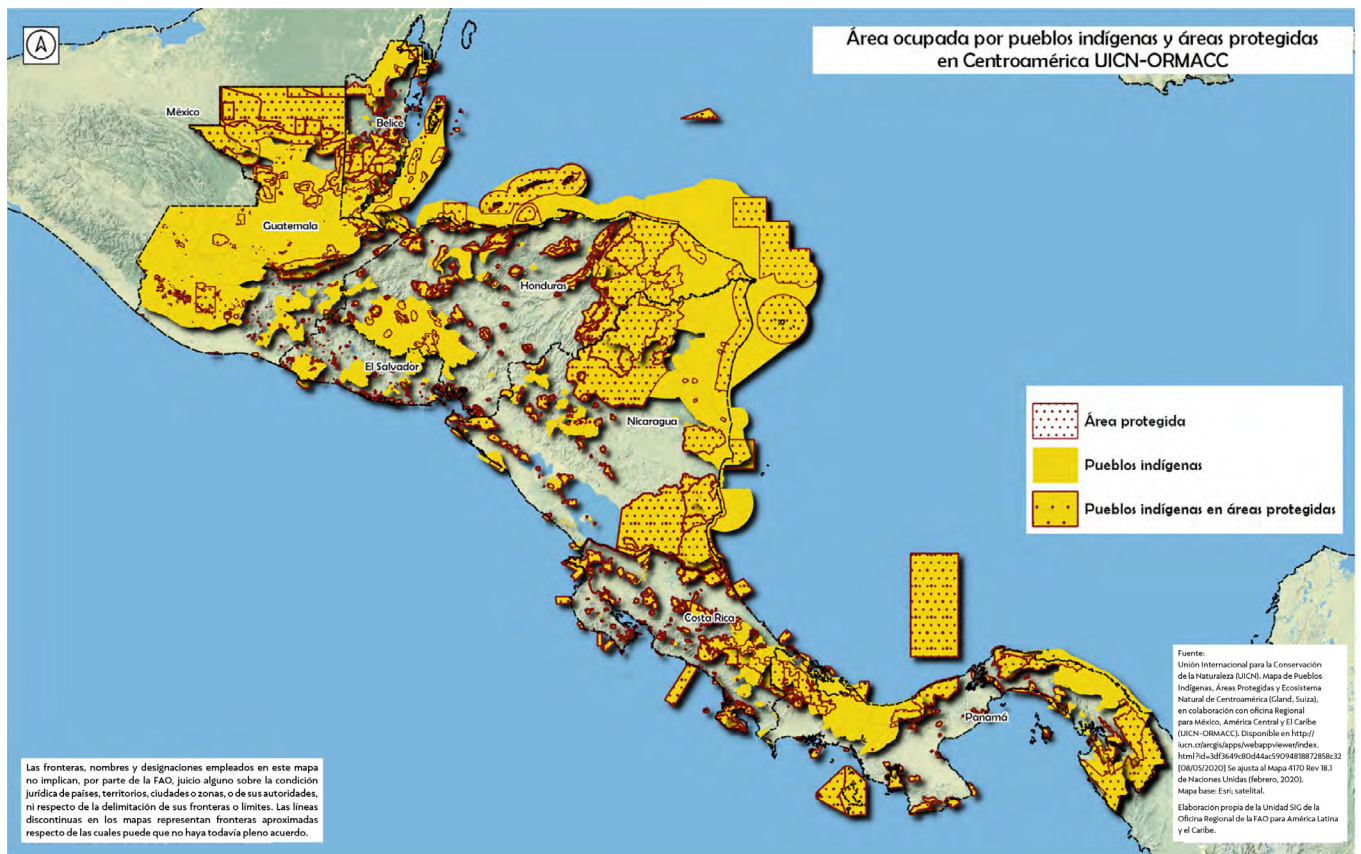 A
Área ocupada por pueblos indígenas y áreas protegidas
en Centroamérica UICN-ORMACC
México
Belice
Guatemala
Honduras
El Salvador
Nicaragua
Área protegida
Pueblos indígenas
Pueblos indígenas en áreas protegidas
Costa Rica
Panamá
Fuente:
Unión Internacional para la Conservación
de la Naturaleza (UICN). Mapa de Pueblos
Indígenas, Áreas Protegidas y Ecosistema
Natural de Centroamérica (Gland, Suiza),
en colaboración con oficina Regional
para México, América Central y El Caribe
(UICN-ORMACC). Disponible en http://
iucn.cr/arcgis/apps/webappviewer/index.
html?id=3df3649c80d44ac59094818872858c32
[08/05/2020] Se ajusta al Mapa 4170 Rev 18.1
de Naciones Unidas (febrero, 2020).
Mapa base: Esri; satelital.
Elaboración propia de la Unidad SIG de la
Oficina Regional de la FAO para América Latina
y el Caribe.
Las fronteras, nombres y designaciones empleados en este mapa
no implican, por parte de la FAO, juicio alguno sobre la condición
jurídica de países, territorios, ciudades o zonas, o de sus autoridades,
ni respecto de la delimitación de sus fronteras o límites. Las líneas
discontinuas en los mapas representan fronteras aproximadas
respecto de las cuales puede que no haya todavía pleno acuerdo.